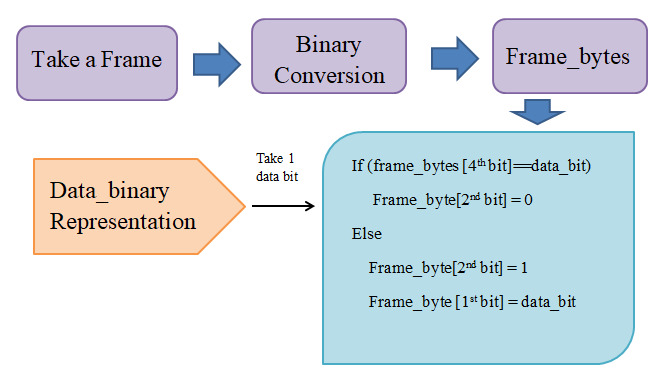 Take a Frame
Binary
Conversion
Frame_bytes
Data_binary
Representation
Take 1
data bit
If (frame_bytes [4th bit]==data_bit)
Frame_byte[2nd bit] = 0
Else
Frame_byte[2nd bit] = 1
Frame_byte [1st bit] = data_bit